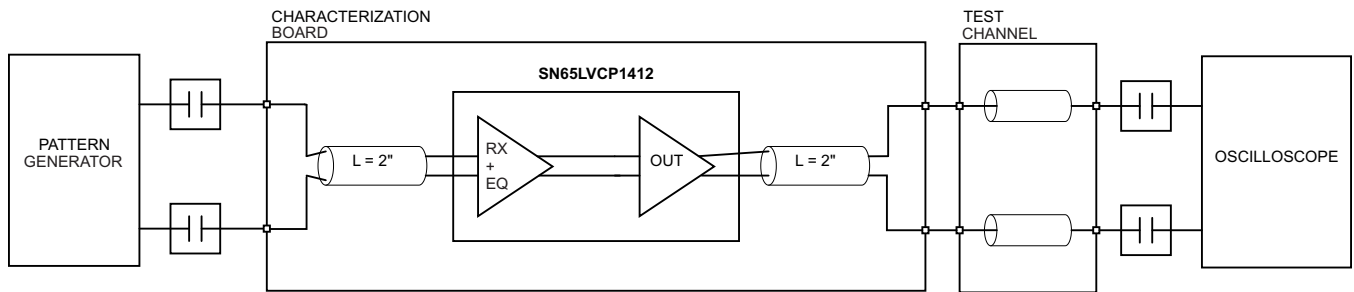 CHARACTERIZATION
BOARD
TEST
CHANNEL
SN65LVCP1412
PATTERN
GENERATOR
L = 2"
RX
+
EQ
OUT
L = 2"
OSCILLOSCOPE